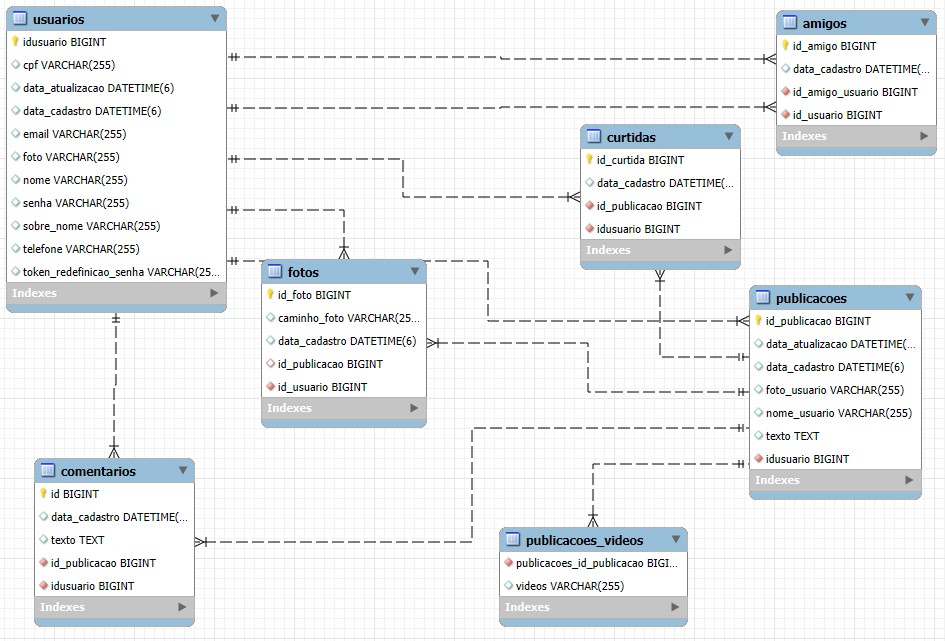 usuarios
idusuario BIGINT
cpf VARCHAR(255)
data_atualizacao DATETIME(6)
data_cadastro DATETIME(6)
email VARCHAR(255)
foto VARCHAR(255)
nome VARCHAR(255)
senha VARCHAR(255)
sobre_nome VARCHAR(255)
telefone VARCHAR(255)
token_redefinicao_senha VARCHAR(25...
Indexes
amigos
id_amigo BIGINT
data_cadastro DATETIME(...
id_amigo_usuario BIGINT
id_usuario BIGINT
Indexes
curtidas
id_curtida BIGINT
data_cadastro DATETIME(...
id_publicacao BIGINT
idusuario BIGINT
Indexes
fotos
id_foto BIGINT
caminho_foto VARCHAR(25...
data_cadastro DATETIME(6)
id_publicacao BIGINT
id_usuario BIGINT
Indexes
publicacoes
id_publicacao BIGINT
data_atualizacao DATETIME(...
data_cadastro DATETIME(6)
foto_usuario VARCHAR(255)
nome_usuario VARCHAR(255)
texto TEXT
idusuario BIGINT
Indexes
comentarios
id BIGINT
data_cadastro DATETIME(...
texto TEXT
id_publicacao BIGINT
idusuario BIGINT
Indexes
publicacoes_videos
publicacoes_id_publicacao BIGI...
videos VARCHAR(255)
Indexes